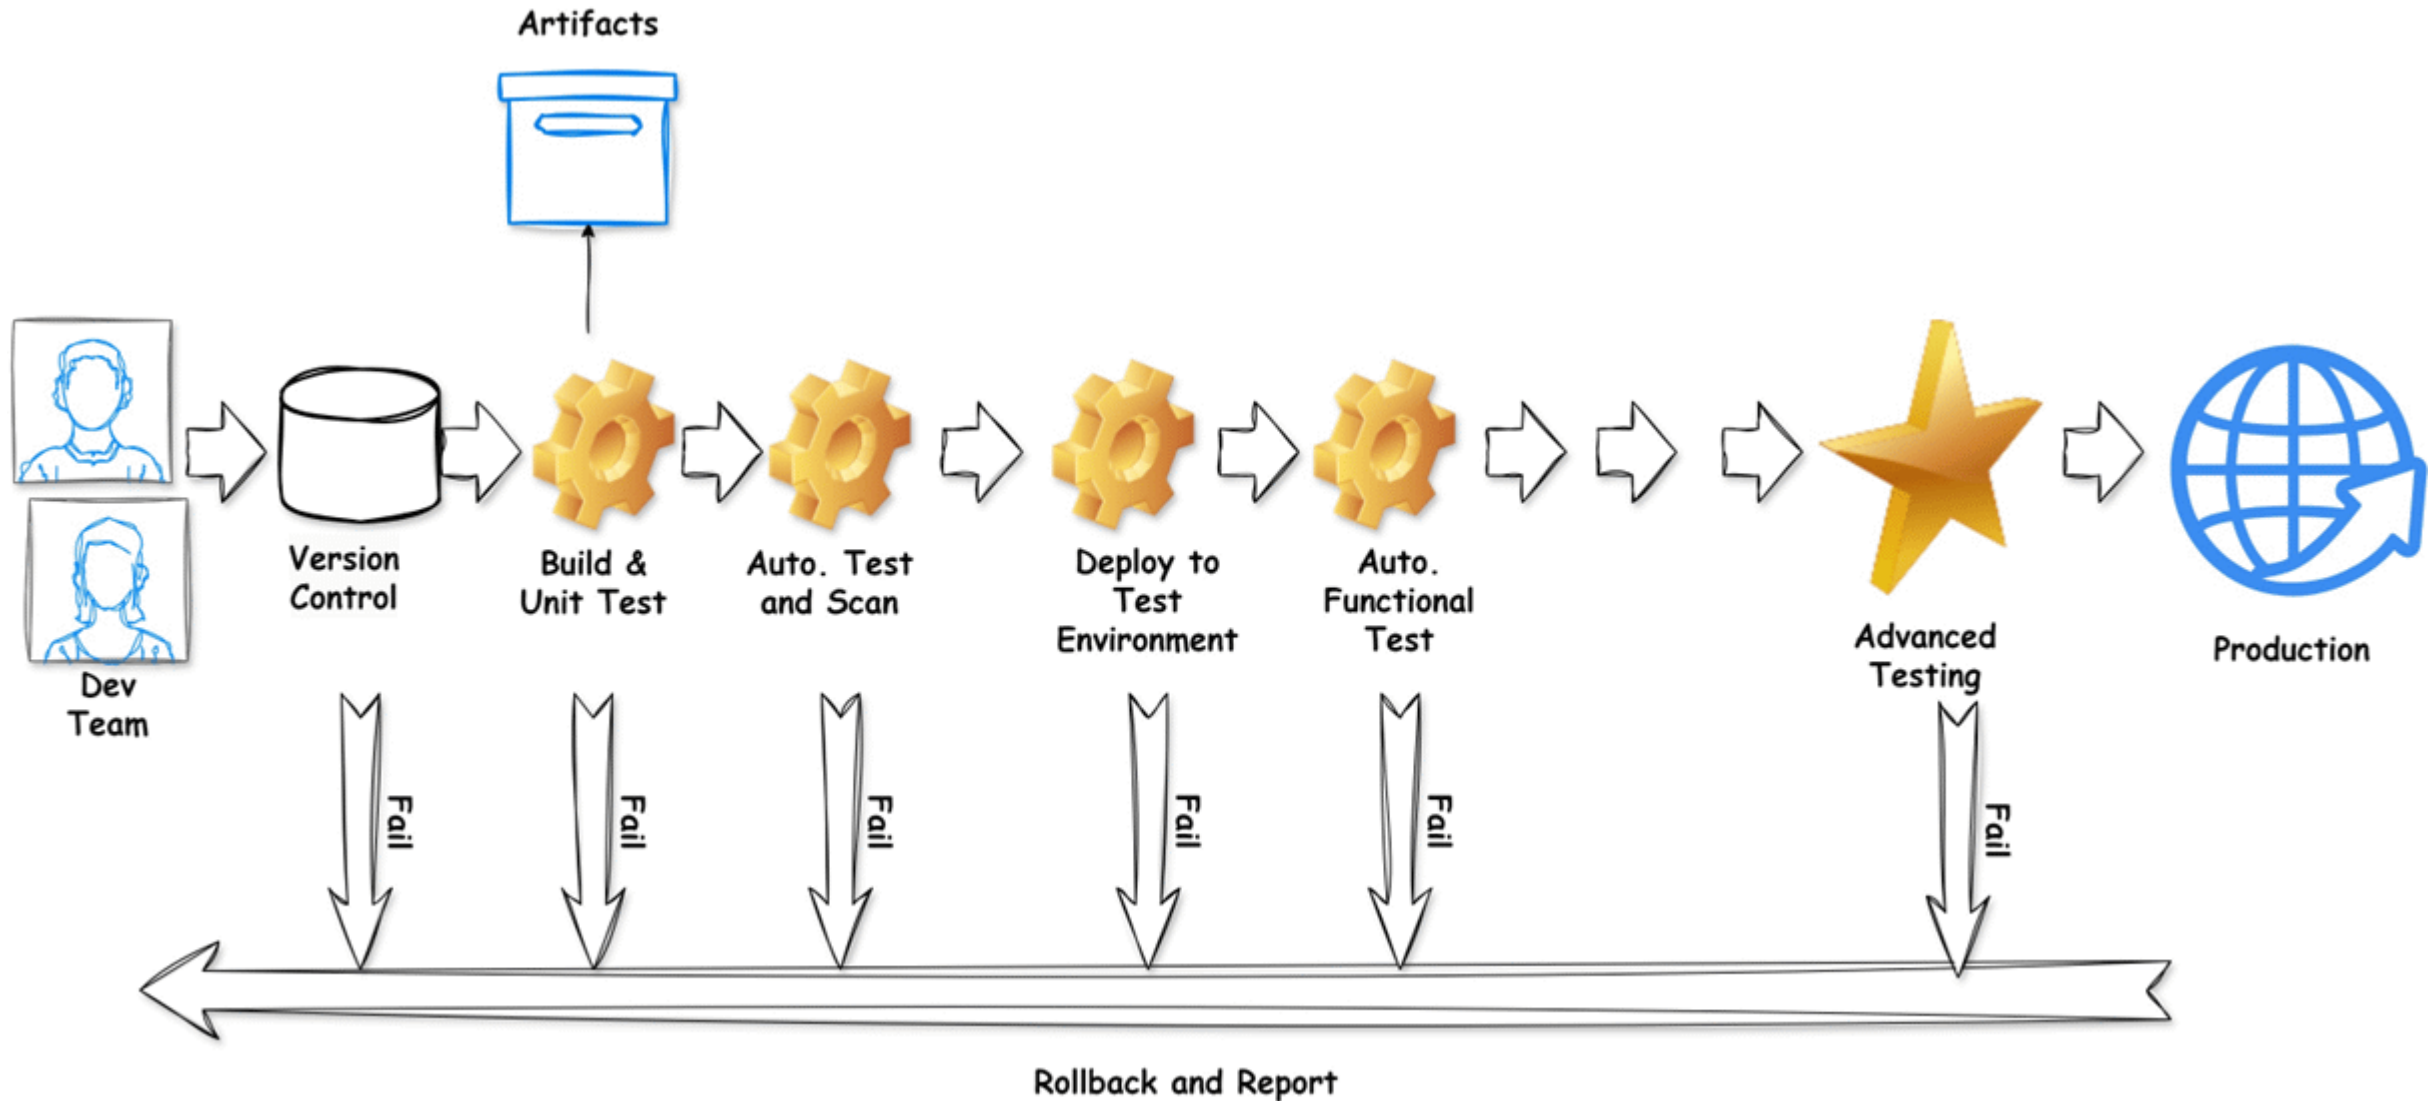 Artifacts
Version
Control
Build &
Unit Test
Auto. Test
and Scan
Deploy to
Test
Environment
Auto.
Functional
Test
Advanced
Testing
Production
Dev
Team
Fail
Fail
Fail
Fail
Fail
Fail
Rollback and Report